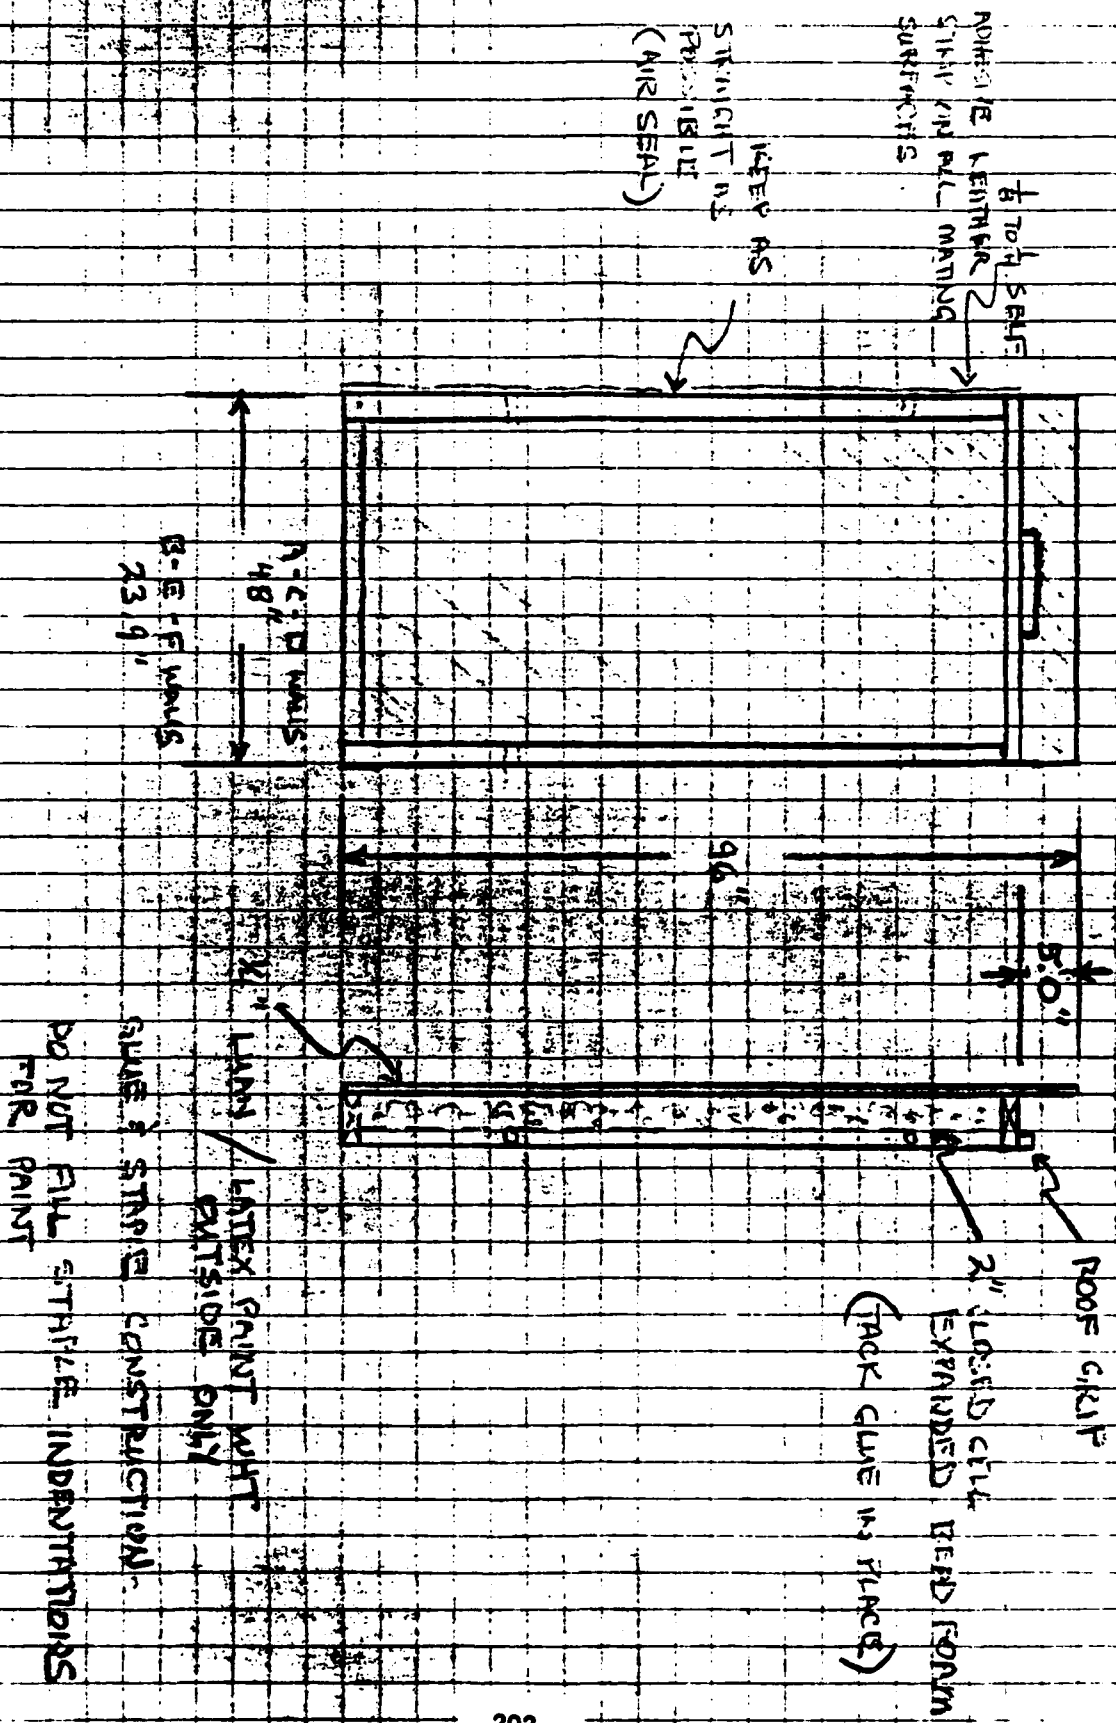 1/8 TO 1/4 SELF
ADHESIVE LEATHER
STRIP ON ALL MATING
SURFACES
KEEP AS
STRAIGHT AS
POSSIBLE
(AIR SEAL)
A-C-D WALLS
48"
B-E-F WALLS
23.9"
96"
5.0"
ROOF GRIP
2" CLOSED CELL
EXPANDED BEAD FOAM
(TACK GLUE IN PLACE)
1/4" LUAN / LATEX PAINT WHT
OUTSIDE ONLY
GLUE & STAPLE CONSTRUCTION
DO NOT FILL STAPLE INDENTATIONS
FOR PAINT